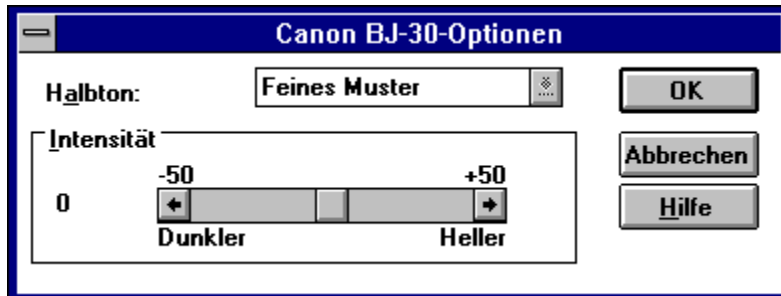 Canon BJ-30-Optionen
Halbton:
Feines Muster
OK
Intensität
Abbrechen
-50
+50
0
Hilfe
Dunkler
Heller